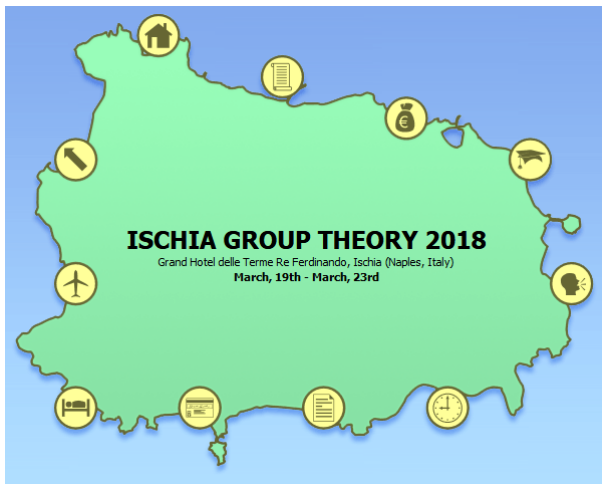 ISCHIA GROUP THEORY 2018
Grand Hotel delle Terme Re Ferdinando, Ischia (Naples, Italy)
March, 19th - March, 23rd